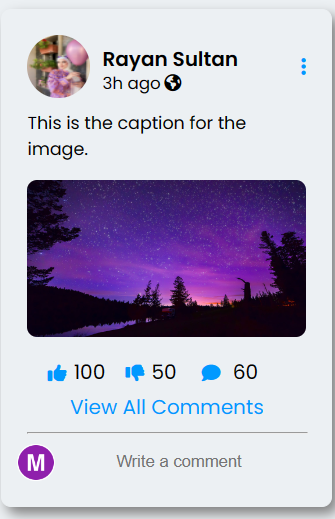 Rayan Sultan
3h ago
This is the caption for the
image.
100 50 60
View All Comments
M Write a comment